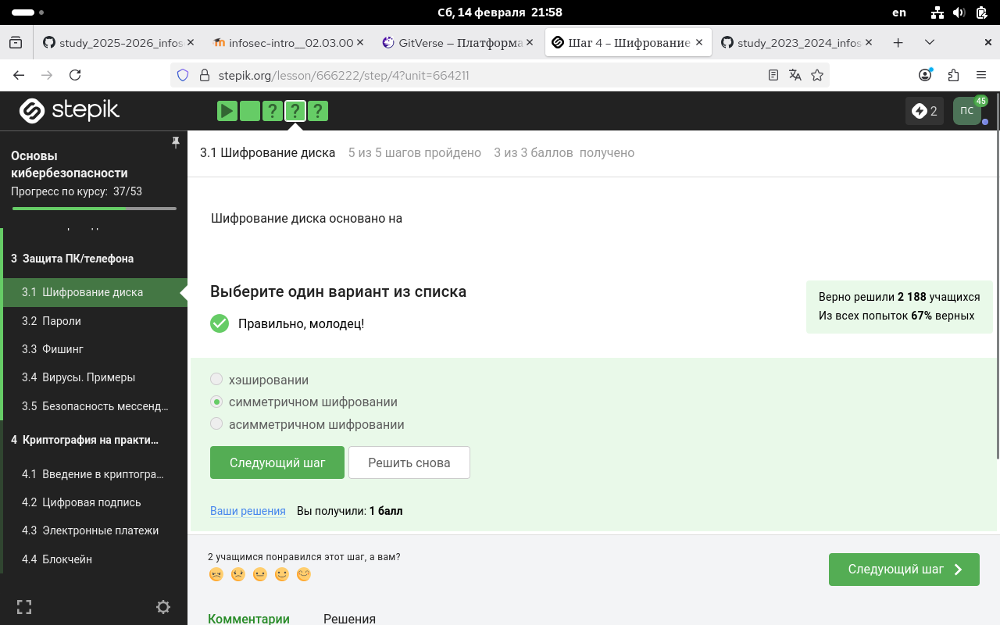 Сб, 14 февраля 21:58
en
study_2025-2026_infos
infosec-intro__02.03.00
GitVerse — Платформа
Шаг 4 – Шифрование
study_2023_2024_infos
stepik.org/lesson/666222/step/4?unit=664211
stepik
? ? ?
2
ПС
45
Основы
кибербезопасности
Прогресс по курсу: 37/53
3.1 Шифрование диска 5 из 5 шагов пройдено 3 из 3 баллов получено
3 Защита ПК/телефона
3.1 Шифрование диска
3.2 Пароли
3.3 Фишинг
3.4 Вирусы. Примеры
3.5 Безопасность мессенд…
4 Криптография на практи…
4.1 Введение в криптогра…
4.2 Цифровая подпись
4.3 Электронные платежи
4.4 Блокчейн
Шифрование диска основано на
Выберите один вариант из списка
Правильно, молодец!
Верно решили 2 188 учащихся
Из всех попыток 67% верных
хэшировании
симметричном шифровании
асимметричном шифровании
Следующий шаг
Решить снова
Ваши решения Вы получили: 1 балл
2 учащимся понравился этот шаг, а вам?
Следующий шаг
Комментарии Решения